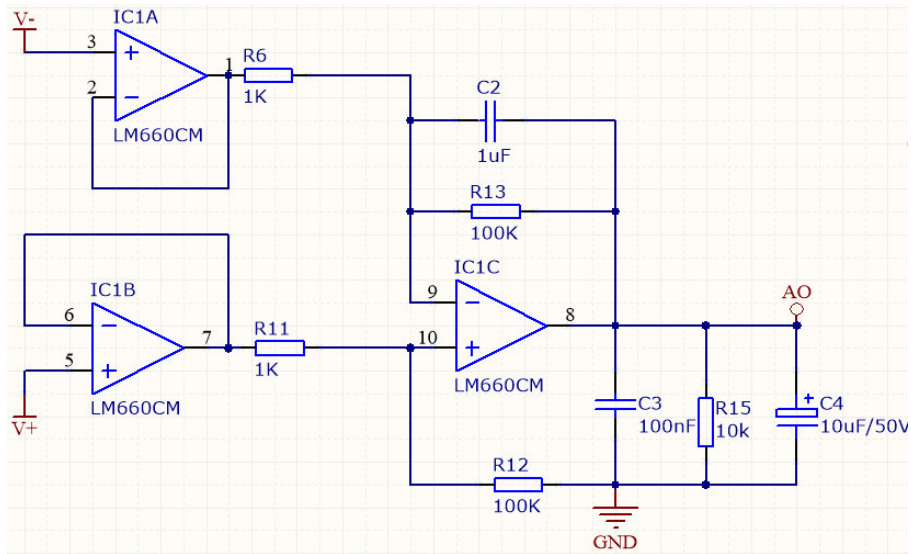 V-
IC1A
3
1
2
R6
1K
LM660CM
C2
1uF
R13
100K
IC1B
6
7
5
R11
1K
LM660CM
V+
IC1C
9
8
10
LM660CM
AO
C3
100nF
R15
10k
C4
10uF/50V
R12
100K
GND